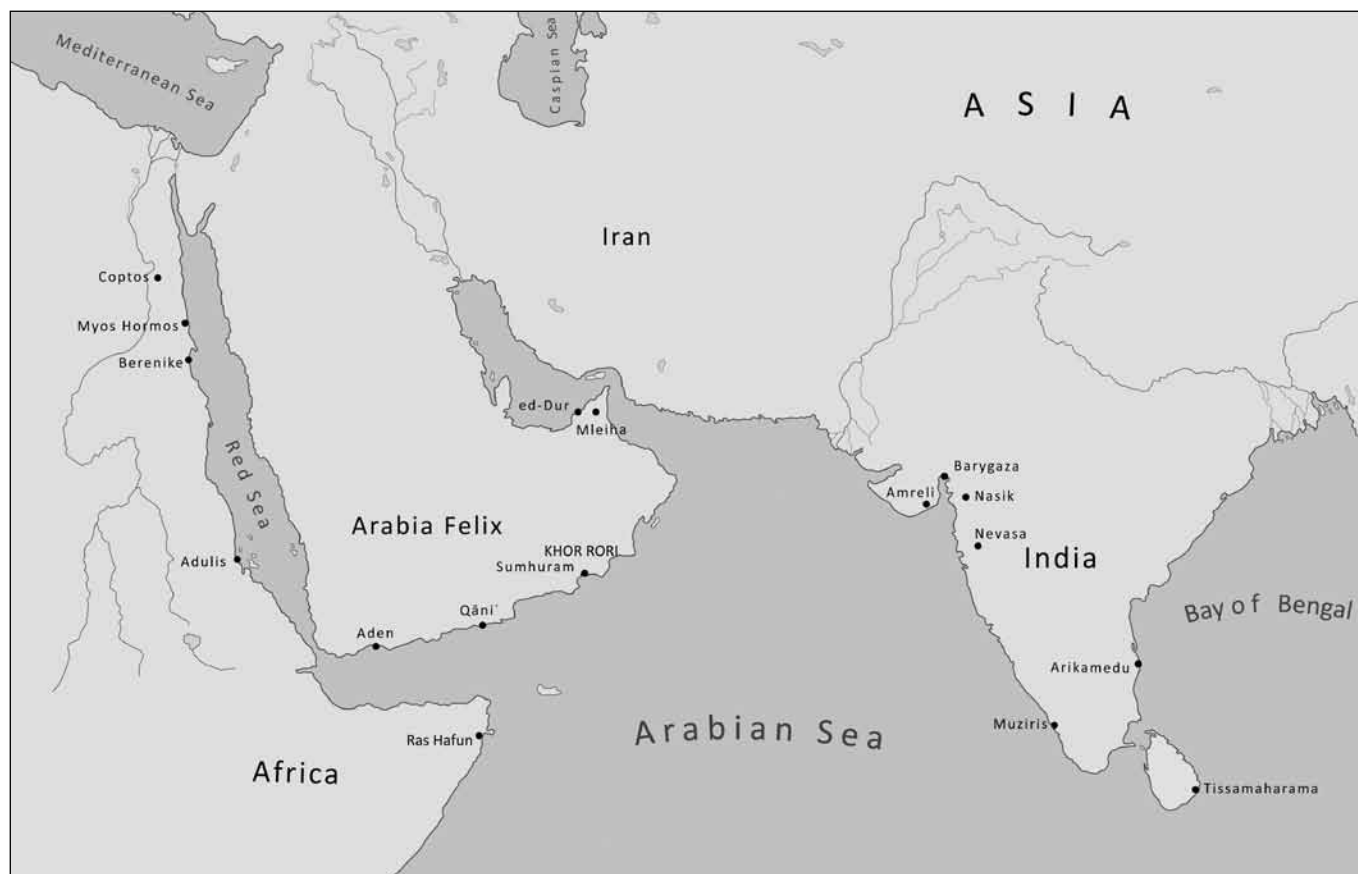 Mediterranean Sea
Caspian Sea
ASIA
Iran
Coptos
Myos Hormos
Berenike
ed-Dur
Mleiha
Red Sea
Barygaza
Amreli
Nasik
Arabia Felix
Nevasa
KHOR RORI
India
Adulis
Sumhuram
Bay of Bengal
Qāni᾿
Aden
Arikamedu
Muziris
Arabian Sea
Ras Hafun
Africa
Tissamaharama